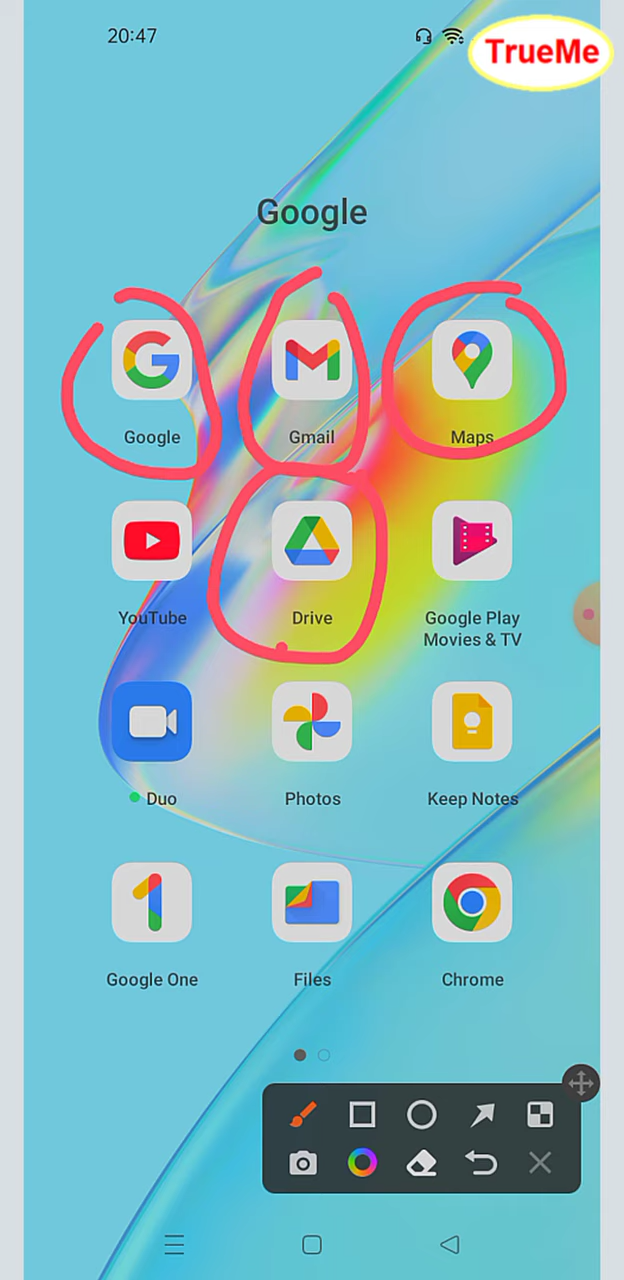 20:47
TrueMe
Google
Google Gmail Maps
YouTube Drive Google Play
Movies & TV
Duo Photos Keep Notes
Google One Files Chrome